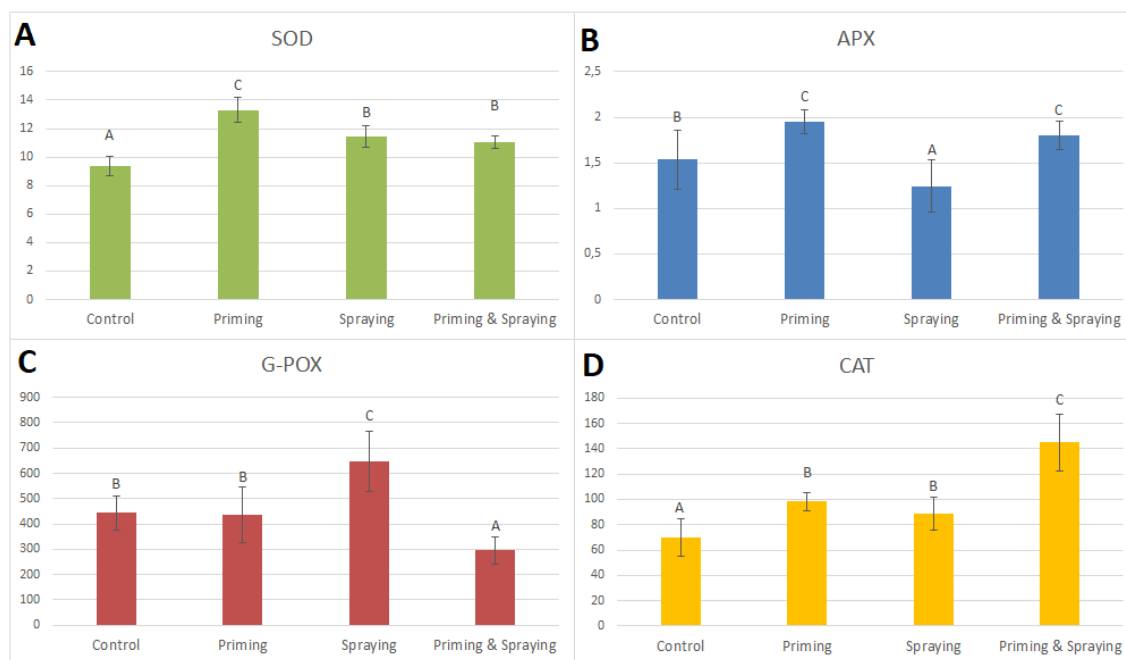 A
SOD
16
14
12
10
8
6
4
2
0
A
C
B
B
Control
Priming
Spraying
Priming & Spraying
B
APX
2,5
2
1,5
1
0,5
0
B
C
A
C
Control
Priming
Spraying
Priming & Spraying
C
G-POX
900
800
700
600
500
400
300
200
100
0
B
B
C
A
Control
Priming
Spraying
Priming & Spraying
D
CAT
180
160
140
120
100
80
60
40
20
0
A
B
B
C
Control
Priming
Spraying
Priming & Spraying